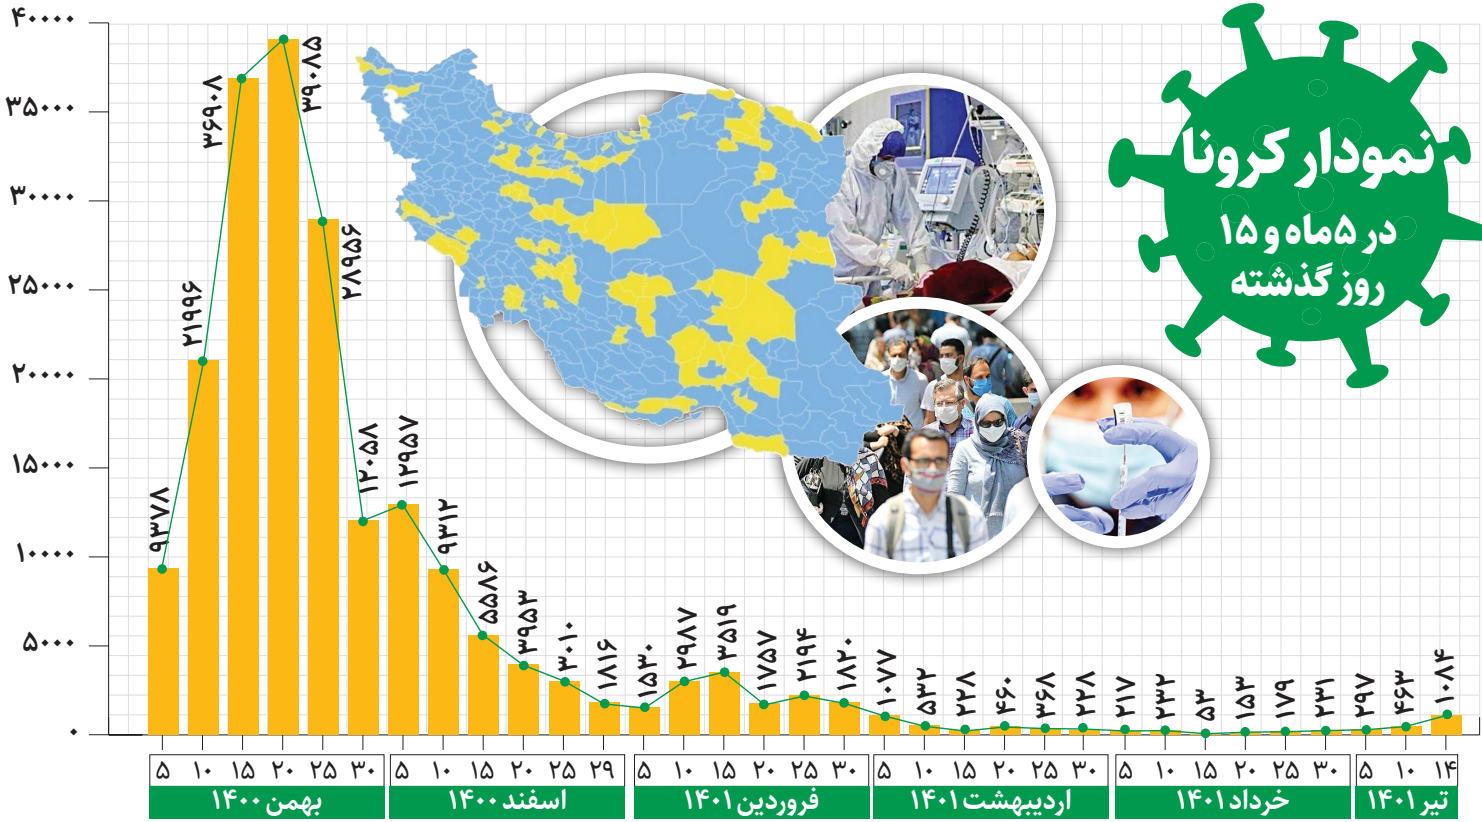 نمودار کرونا
در ۵ماه و ۱۵
روز گذشته
۴۰۰۰۰
۳۵۰۰۰
۳۰۰۰۰
۲۵۰۰۰
۲۰۰۰۰
۱۵۰۰۰
۱۰۰۰۰
۵۰۰۰
۰
۹۳۷۸
۲۱۹۹۶
۳۶۹۰۸
۳۹۰۸۵
۲۸۹۵۶
۱۲۰۵۸
۱۲۹۵۷
۹۳۱۲
۵۵۸۶
۳۹۵۳
۳۰۱۰
۱۸۱۶
۱۵۳۰
۲۹۸۷
۳۵۱۹
۱۷۵۷
۲۱۹۴
۱۸۲۰
۱۰۷۷
۵۳۲
۲۲۸
۴۶۰
۳۶۸
۲۲۸
۲۱۷
۲۳۲
۵۳
۱۵۳
۱۷۹
۲۳۱
۲۹۷
۴۶۳
۱۰۸۴
۵ ۱۰ ۱۵ ۲۰ ۲۵ ۳۰
بهمن ۱۴۰۰
۵ ۱۰ ۱۵ ۲۰ ۲۵ ۲۹
اسفند ۱۴۰۰
۵ ۱۰ ۱۵ ۲۰ ۲۵ ۳۰
فروردین ۱۴۰۱
۵ ۱۰ ۱۵ ۲۰ ۲۵ ۳۰
اردیبهشت ۱۴۰۱
۵ ۱۰ ۱۵ ۲۰ ۲۵ ۳۰
خرداد ۱۴۰۱
۵ ۱۰ ۱۴
تیر ۱۴۰۱